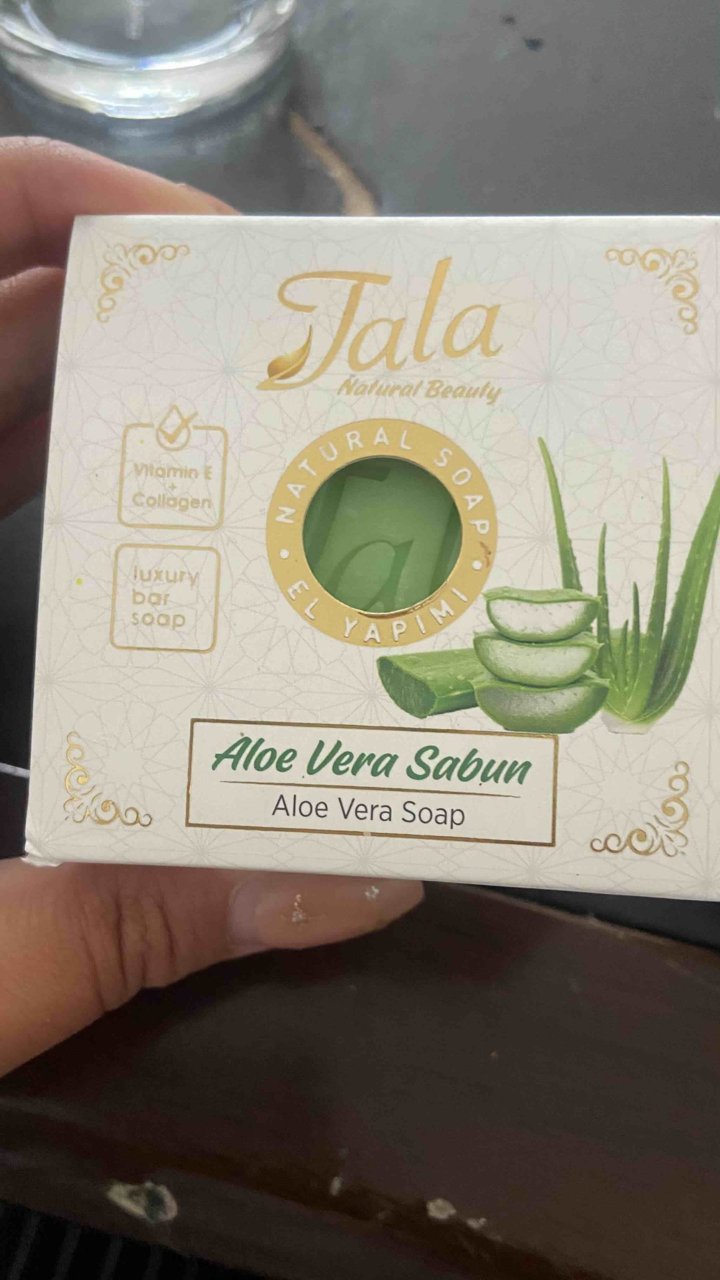 Tala
Natural Beauty
Vitamin E
+
Collagen
NATURAL SOAP
EL YAPIMI
luxury
bar
soap
Aloe Vera Sabun
Aloe Vera Soap